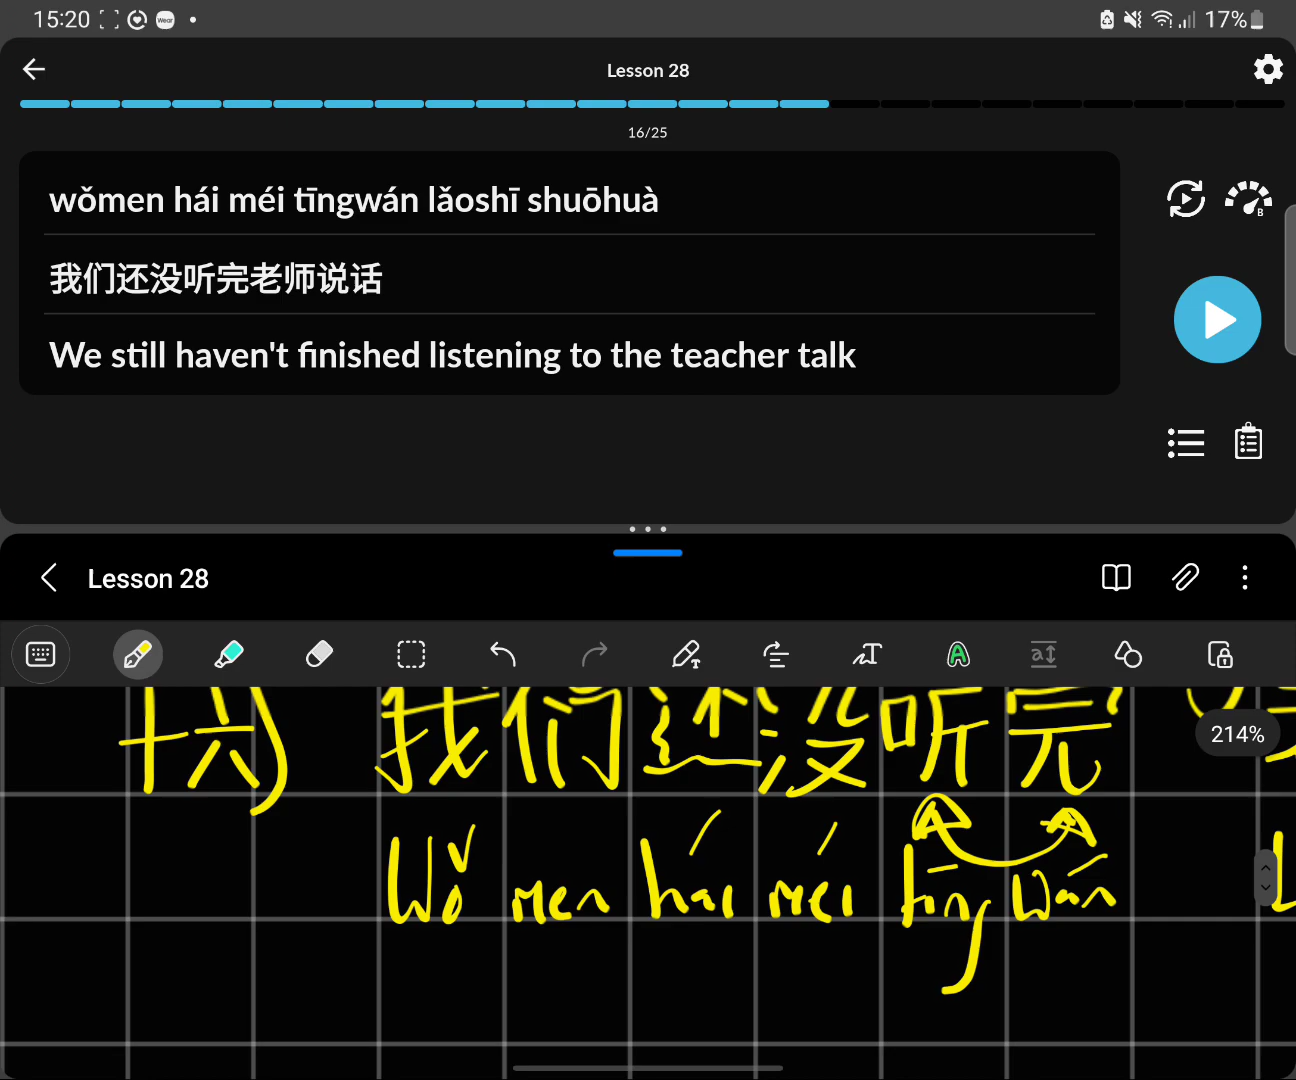 15:20
Wear
17%
Lesson 28
16/25
wǒmen hái méi tīngwán lǎoshī shuōhuà
B
我们还没听完老师说话
We still haven't finished listening to the teacher talk
Lesson 28
T
T
A
a
十六) 我们还没听完
214%
Wǒ men hái méi tīng wán